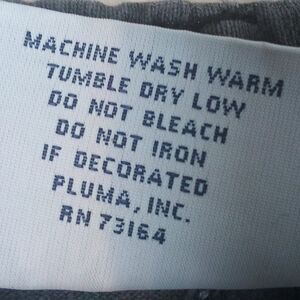 MACHINE WASH WARM
TUMBLE DRY LOW
DO NOT BLEACH
DO NOT IRON
IF DECORATED
PLUMA, INC.
RN 73164